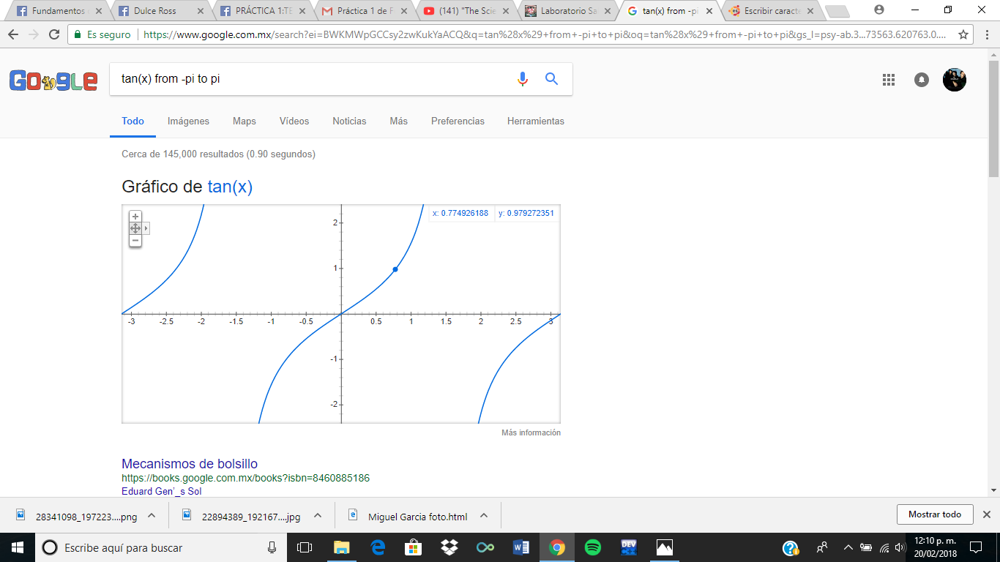 Fundamentos
Dulce Ross
PRÁCTICA 1:TE
Práctica 1 de F
(141) "The Scie
Laboratorio Sa
tan(x) from -pi
Escribir caracte
Es seguro
https://www.google.com.mx/search?ei=BWKMWpGCCsy2zwKukYaACQ&q=tan%28x%29+from+-pi+to+pi&oq=tan%28x%29+from+-pi+to+pi&gs_l=psy-ab.3...73563.620763.0....
Google
tan(x) from -pi to pi
Todo Imágenes Maps Vídeos Noticias Más Preferencias Herramientas
Cerca de 145,000 resultados (0.90 segundos)
Gráfico de tan(x)
x: 0.774926188 y: 0.979272351
2
1
-3 -2.5 -2 -1.5 -1 -0.5 0.5 1 1.5 2 2.5 3
-1
-2
Más información
Mecanismos de bolsillo
https://books.google.com.mx/books?isbn=8460885186
Eduard Gen'_s Sol
28341098_197223....png
22894389_192167....jpg
Miguel Garcia foto.html
Mostrar todo
Escribe aquí para buscar
DEV
12:10 p. m.
20/02/2018